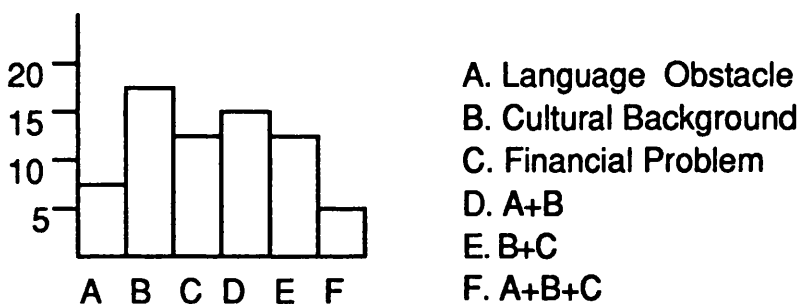 20
15
10
5
A B C D E F
A. Language Obstacle
B. Cultural Background
C. Financial Problem
D. A+B
E. B+C
F. A+B+C